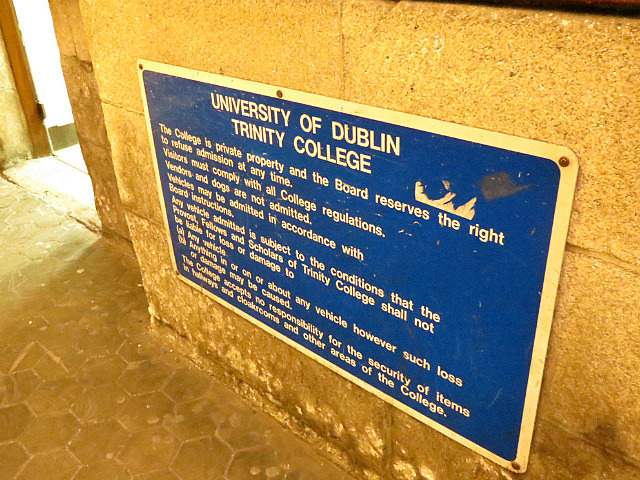 UNIVERSITY OF DUBLIN
TRINITY COLLEGE
The College is private property and the Board reserves the right
to refuse admission at any time.
Visitors must comply with all College regulations.
Vendors and dogs are not admitted.
Vehicles may be admitted in accordance with
Board instructions.
Any vehicle admitted is subject to the conditions that the
Provost, Fellows and Scholars of Trinity College shall not
be liable for loss or damage to
(a) Any vehicle.
(b) Anything in or on or about any vehicle however such loss
or damage may be caused.
The College accepts no responsibility for the security of items
in hallways and cloakrooms and other areas of the College.